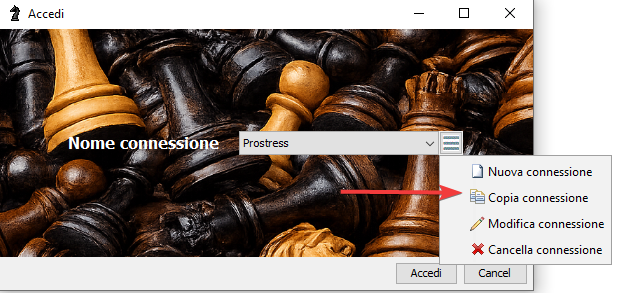 Accedi
Nome connessione
Prostress
Nuova connessione
Copia connessione
Modifica connessione
Cancella connessione
Accedi
Cancel